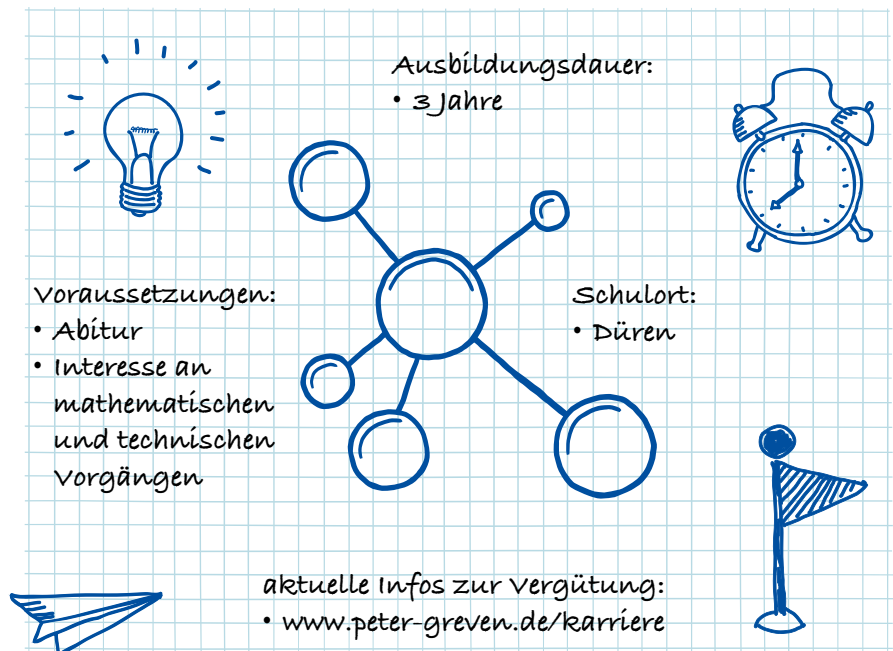 Ausbildungsdauer:
• 3 Jahre
Voraussetzungen:
• Abitur
• Interesse an
mathematischen
und technischen
Vorgängen
Schulort:
• Düren
aktuelle Infos zur Vergütung:
• www.peter-greven.de/karriere